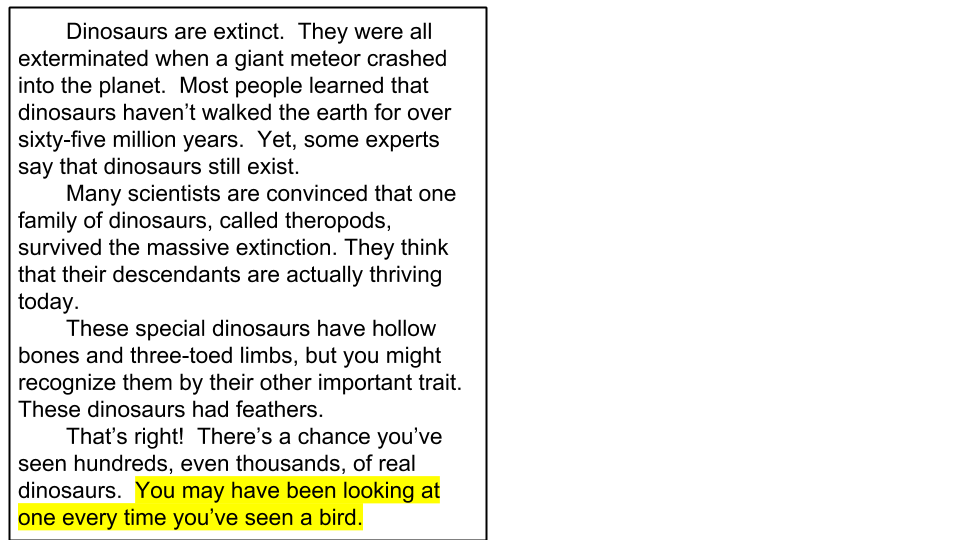 Dinosaurs are extinct.  They were all
exterminated when a giant meteor crashed
into the planet.  Most people learned that
dinosaurs haven’t walked the earth for over
sixty-five million years.  Yet, some experts
say that dinosaurs still exist.
Many scientists are convinced that one
family of dinosaurs, called theropods,
survived the massive extinction. They think
that their descendants are actually thriving
today.
These special dinosaurs have hollow
bones and three-toed limbs, but you might
recognize them by their other important trait.
These dinosaurs had feathers.
That’s right!  There’s a chance you’ve
seen hundreds, even thousands, of real
dinosaurs.  You may have been looking at
one every time you’ve seen a bird.